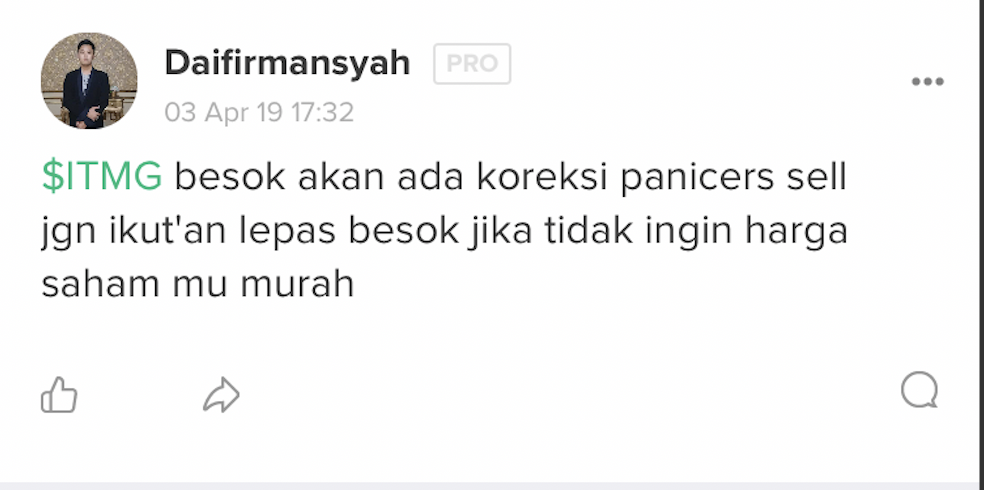 Daifirmansyah PRO
03 Apr 19 17:32
$ITMG besok akan ada koreksi panicers sell
jgn ikut'an lepas besok jika tidak ingin harga
saham mu murah